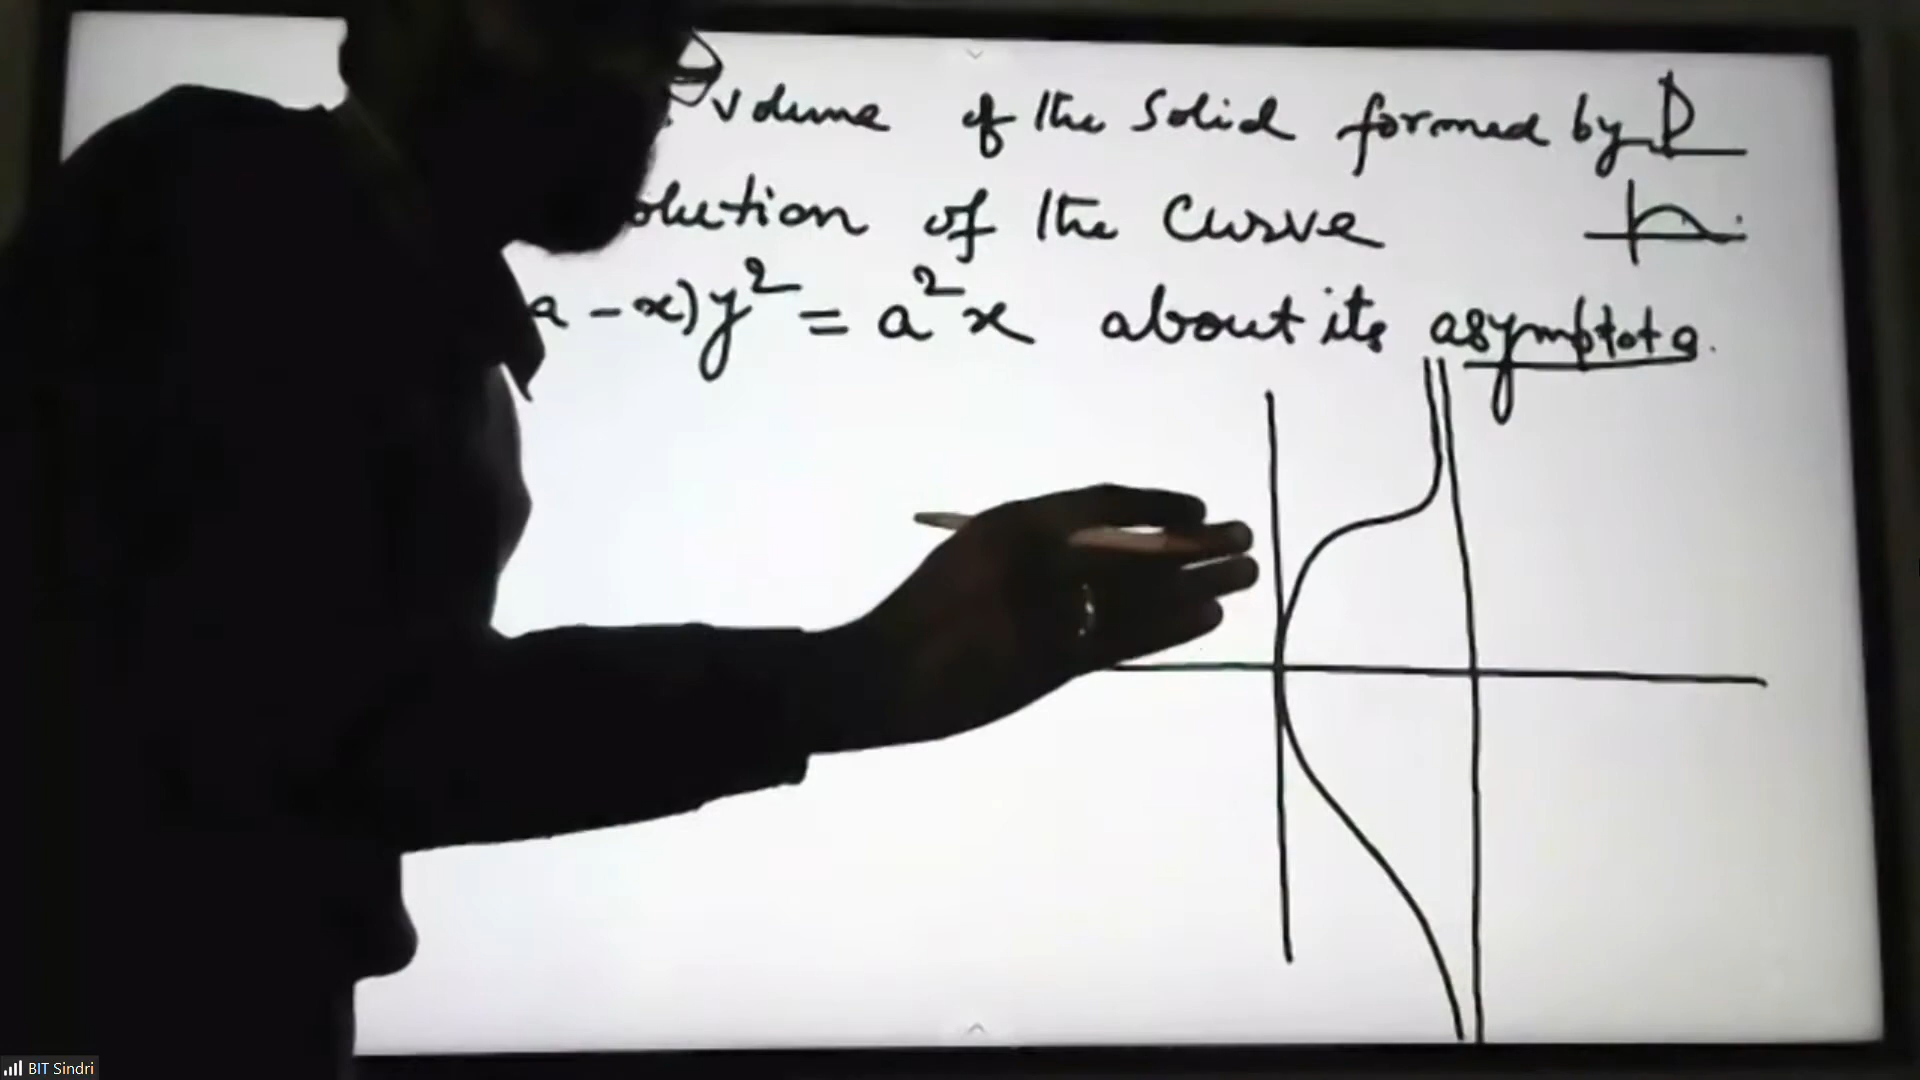 volume of the Solid formed by
olution of the Curve
a - x) y² = a²x about its asymptote.
BIT Sindri